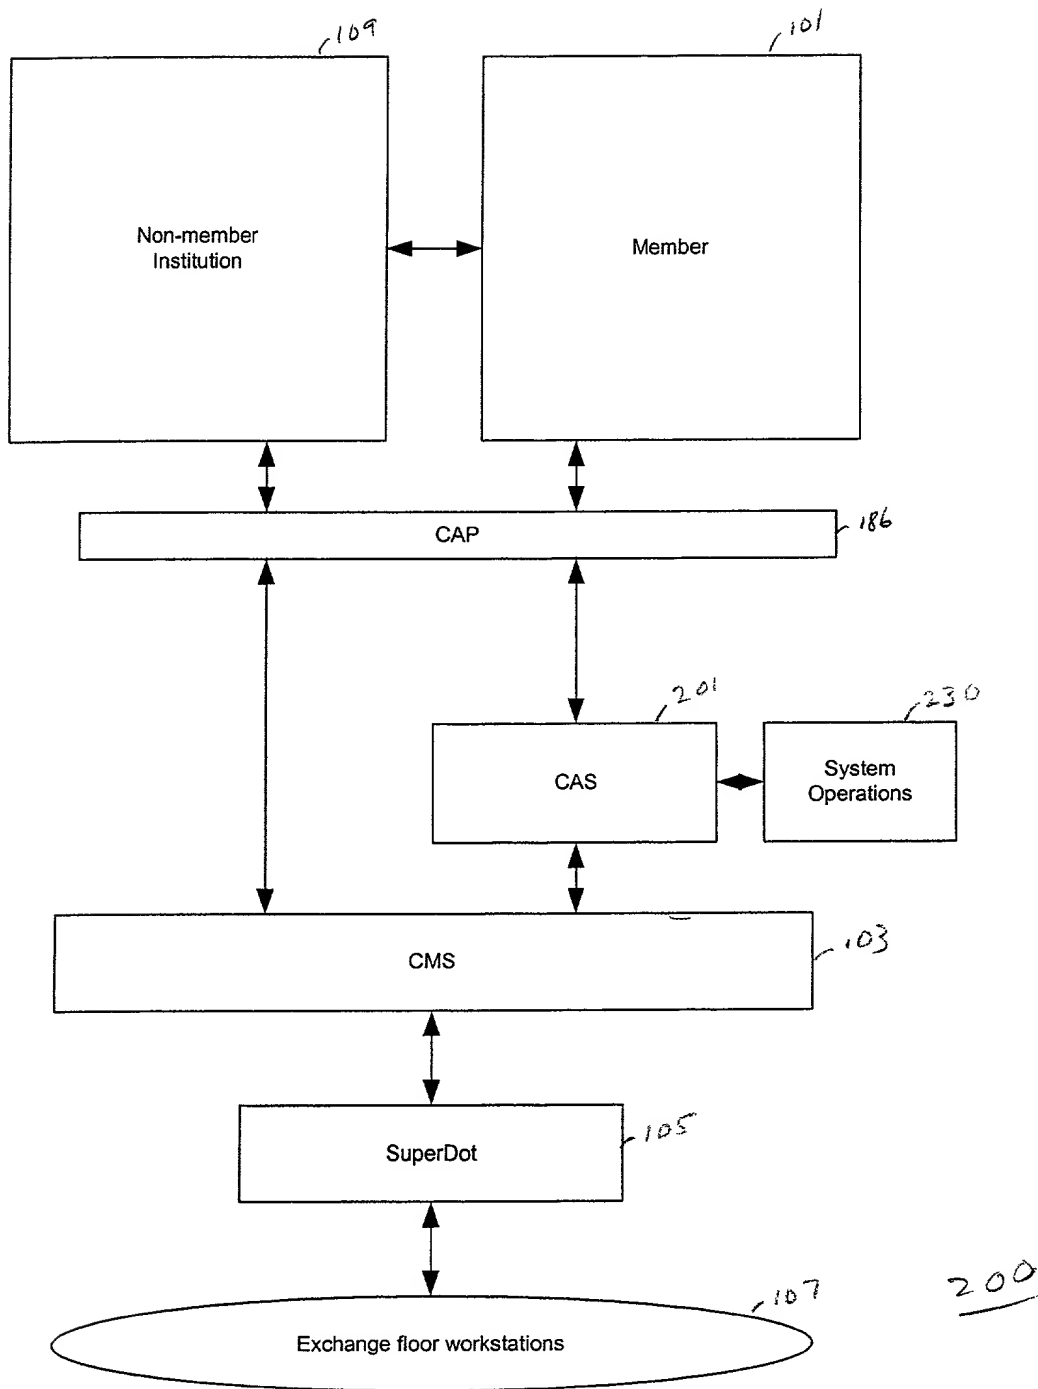 109
101
Non-member
Institution
Member
CAP
186
201
230
CAS
System
Operations
CMS
103
SuperDot
105
107
Exchange floor workstations
200